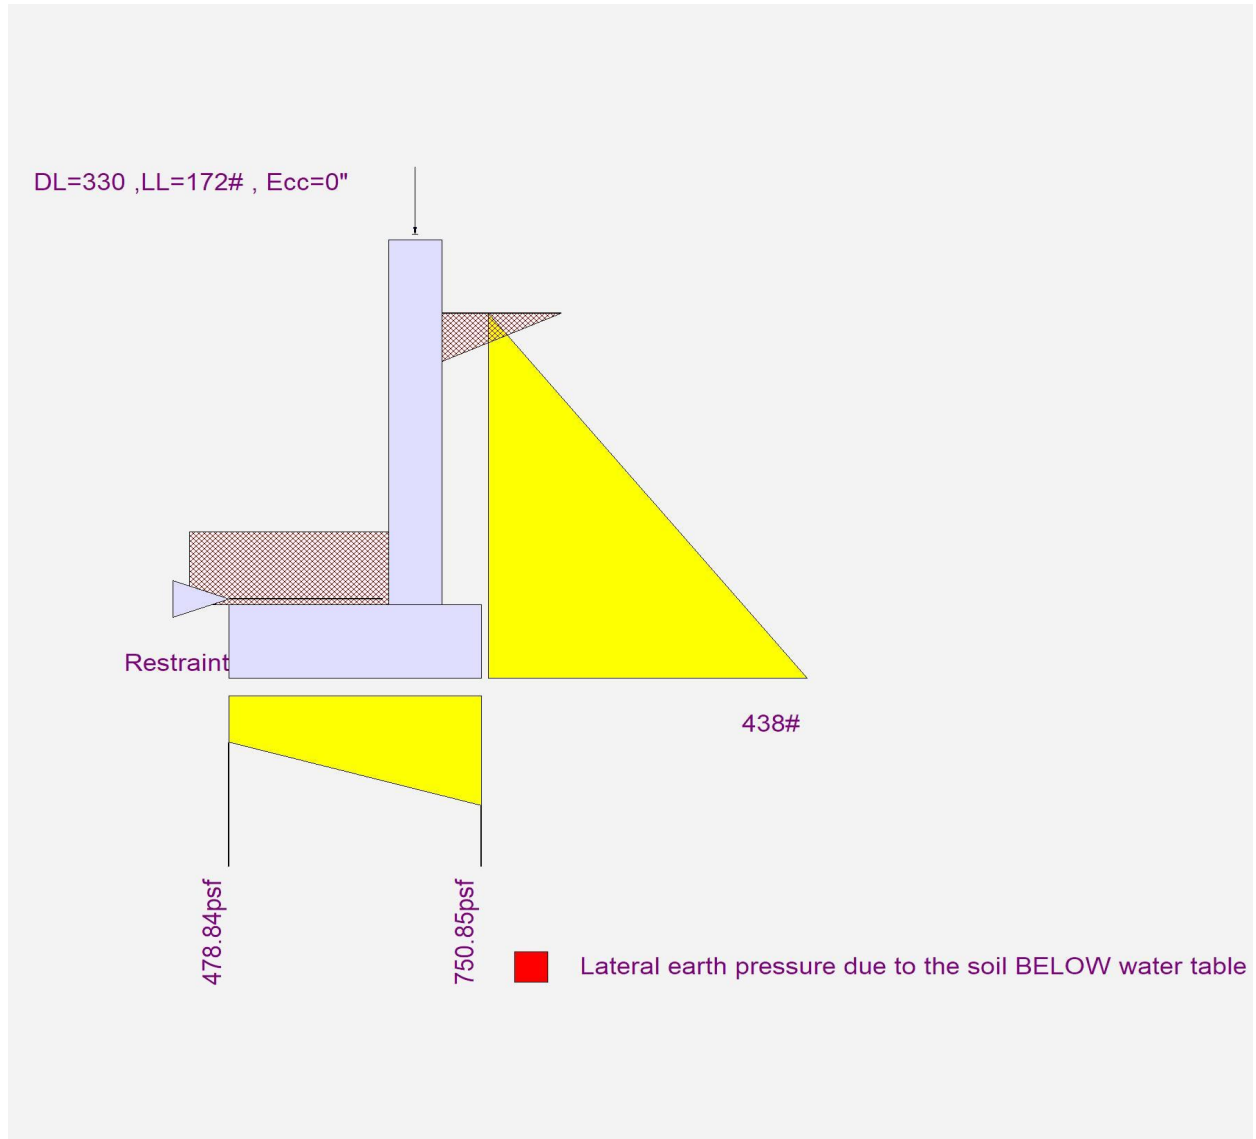 DL=330 ,LL=172# , Ecc=0"
Restraint
438#
478.84psf
750.85psf
Lateral earth pressure due to the soil BELOW water table